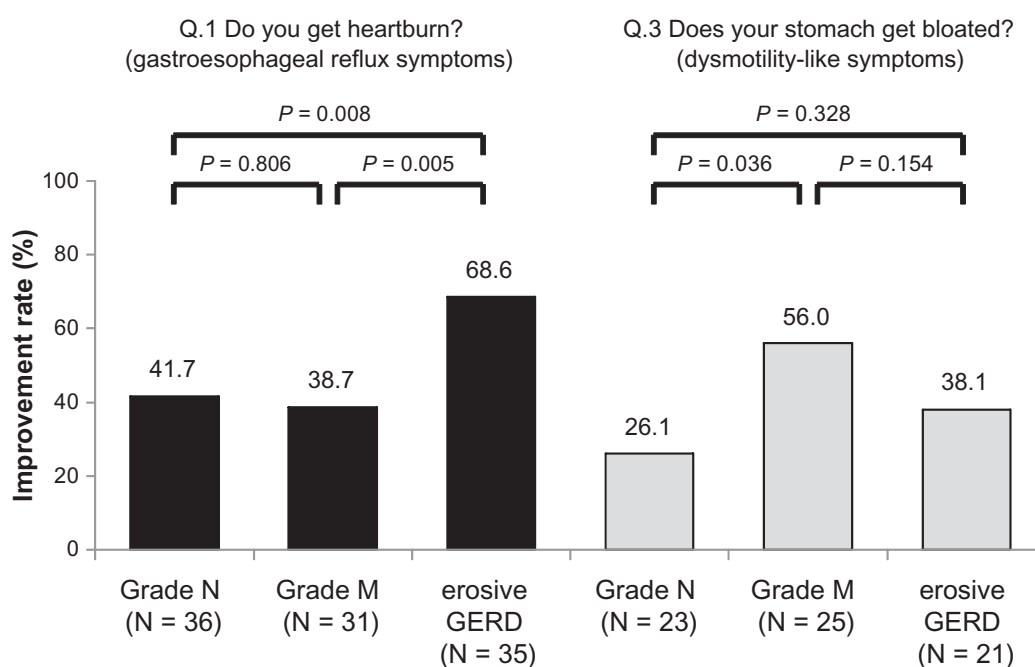 Q.1 Do you get heartburn?
(gastroesophageal reflux symptoms)
Q.3 Does your stomach get bloated?
(dysmotility-like symptoms)
P = 0.008
P = 0.328
P = 0.806
P = 0.005
P = 0.036
P = 0.154
Improvement rate (%)
100
80
60
40
20
0
41.7
38.7
68.6
26.1
56.0
38.1
Grade N
(N = 36)
Grade M
(N = 31)
erosive
GERD
(N = 35)
Grade N
(N = 23)
Grade M
(N = 25)
erosive
GERD
(N = 21)